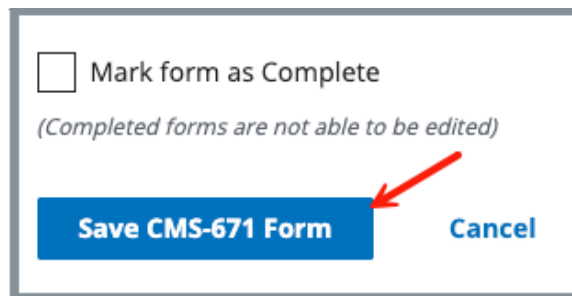 Mark form as Complete
(Completed forms are not able to be edited)
Save CMS-671 Form
Cancel